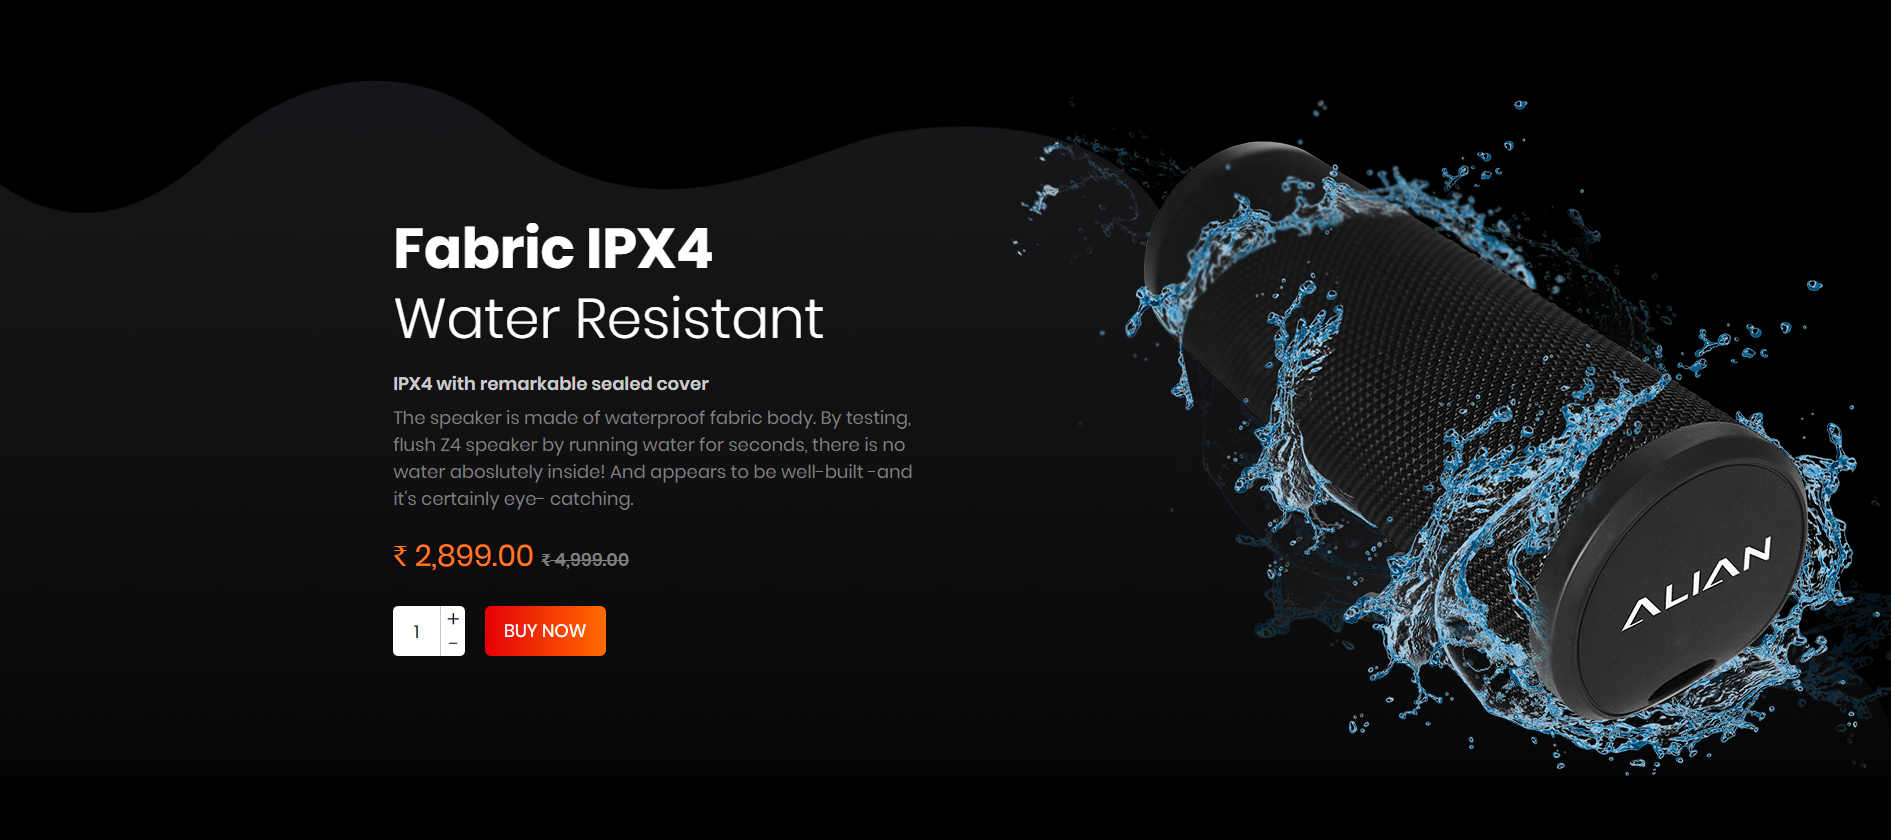 Fabric IPX4
Water Resistant
IPX4 with remarkable sealed cover
The speaker is made of waterproof fabric body. By testing,
flush Z4 speaker by running water for seconds, there is no
water aboslutely inside! And appears to be well-built -and
it's certainly eye- catching.
₹ 2,899.00 ₹ 4,999.00
1 + −
BUY NOW
ALIAN